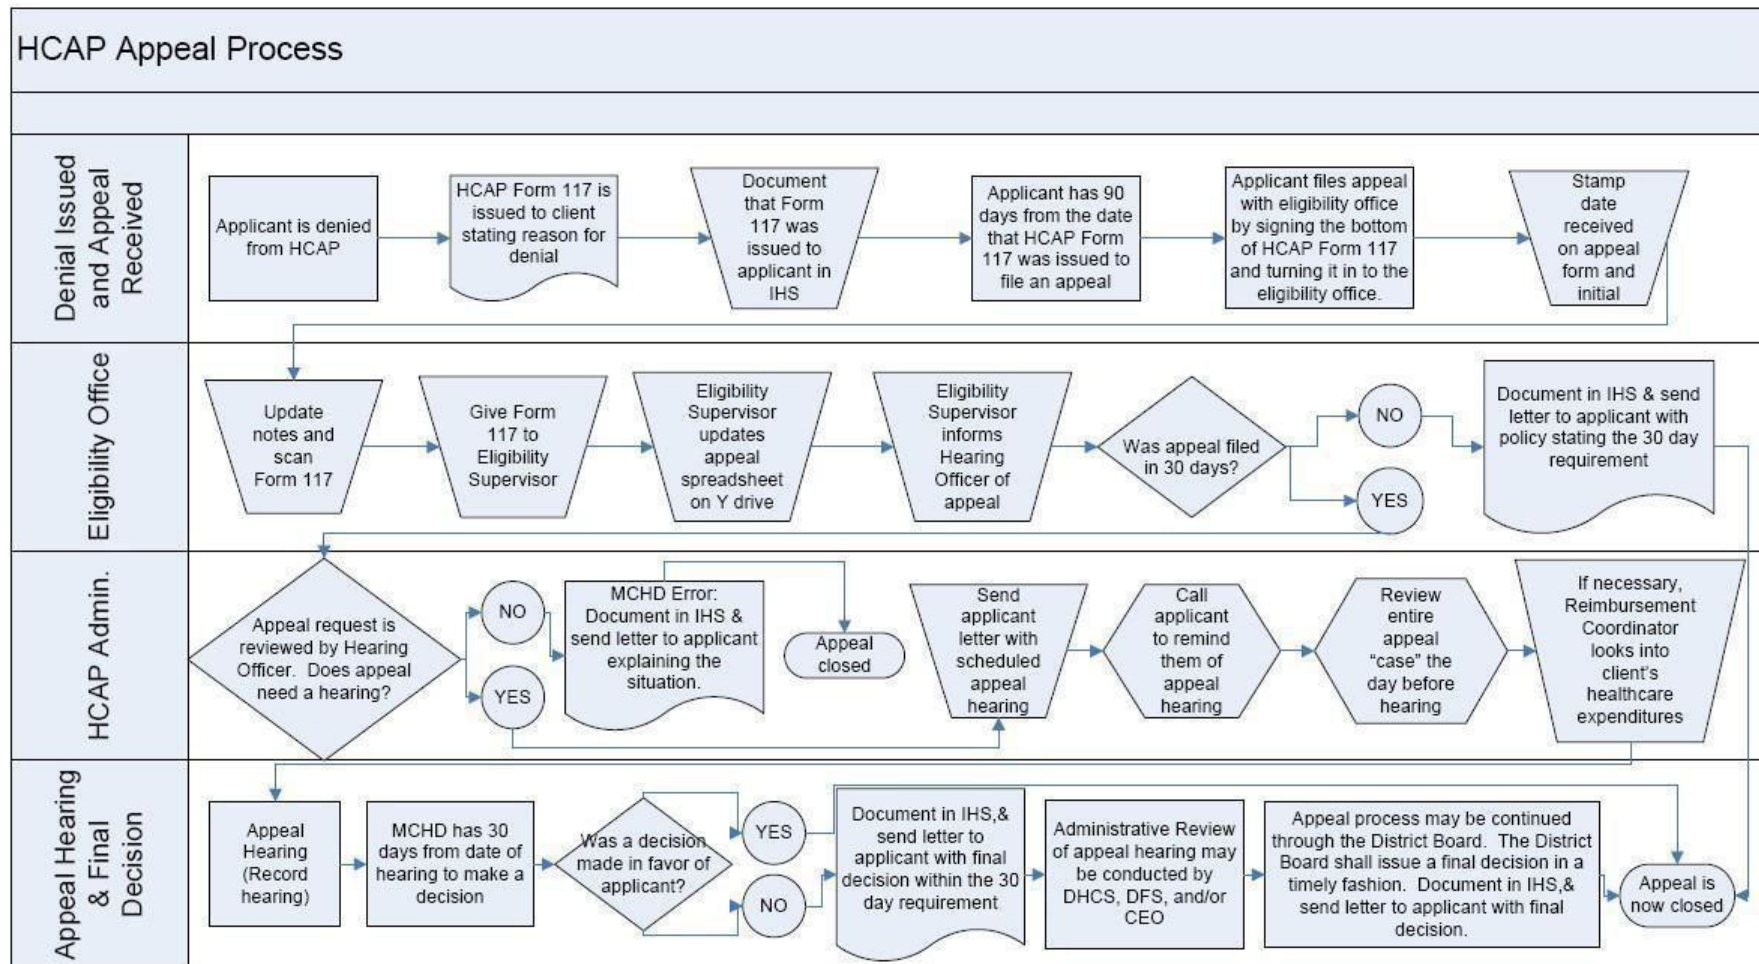 HCAP Appeal Process
Denial Issued
and Appeal
Received
Applicant is denied
from HCAP
HCAP Form 117 is
issued to client
stating reason for
denial
Document
that Form
117 was
issued to
applicant in
IHS
Applicant has 90
days from the date
that HCAP Form
117 was issued to
file an appeal
Applicant files appeal
with eligibility office
by signing the bottom
of HCAP Form 117
and turning it in to the
eligibility office.
Stamp
date
received
on appeal
form and
initial
Eligibility Office
Update
notes and
scan
Form 117
Give Form
117 to
Eligibility
Supervisor
Eligibility
Supervisor
updates
appeal
spreadsheet
on Y drive
Eligibility
Supervisor
informs
Hearing
Officer of
appeal
Was appeal filed
in 30 days?
NO
YES
Document in IHS & send
letter to applicant with
policy stating the 30 day
requirement
HCAP Admin.
Appeal request is
reviewed by Hearing
Officer. Does appeal
need a hearing?
NO
YES
MCHD Error:
Document in IHS &
send letter to applicant
explaining the
situation.
Appeal
closed
Send
applicant
letter with
scheduled
appeal
hearing
Call
applicant
to remind
them of
appeal
hearing
Review
entire
appeal
“case” the
day before
hearing
If necessary,
Reimbursement
Coordinator
looks into
client’s
healthcare
expenditures
Appeal Hearing
& Final
Decision
Appeal
Hearing
(Record
hearing)
MCHD has 30
days from date of
hearing to make a
decision
Was a decision
made in favor of
applicant?
YES
NO
Document in IHS,&
send letter to
applicant with final
decision within the 30
day requirement
Administrative Review
of appeal hearing may
be conducted by
DHCS, DFS, and/or
CEO
Appeal process may be continued
through the District Board. The District
Board shall issue a final decision in a
timely fashion. Document in IHS,&
send letter to applicant with final
decision.
Appeal is
now closed